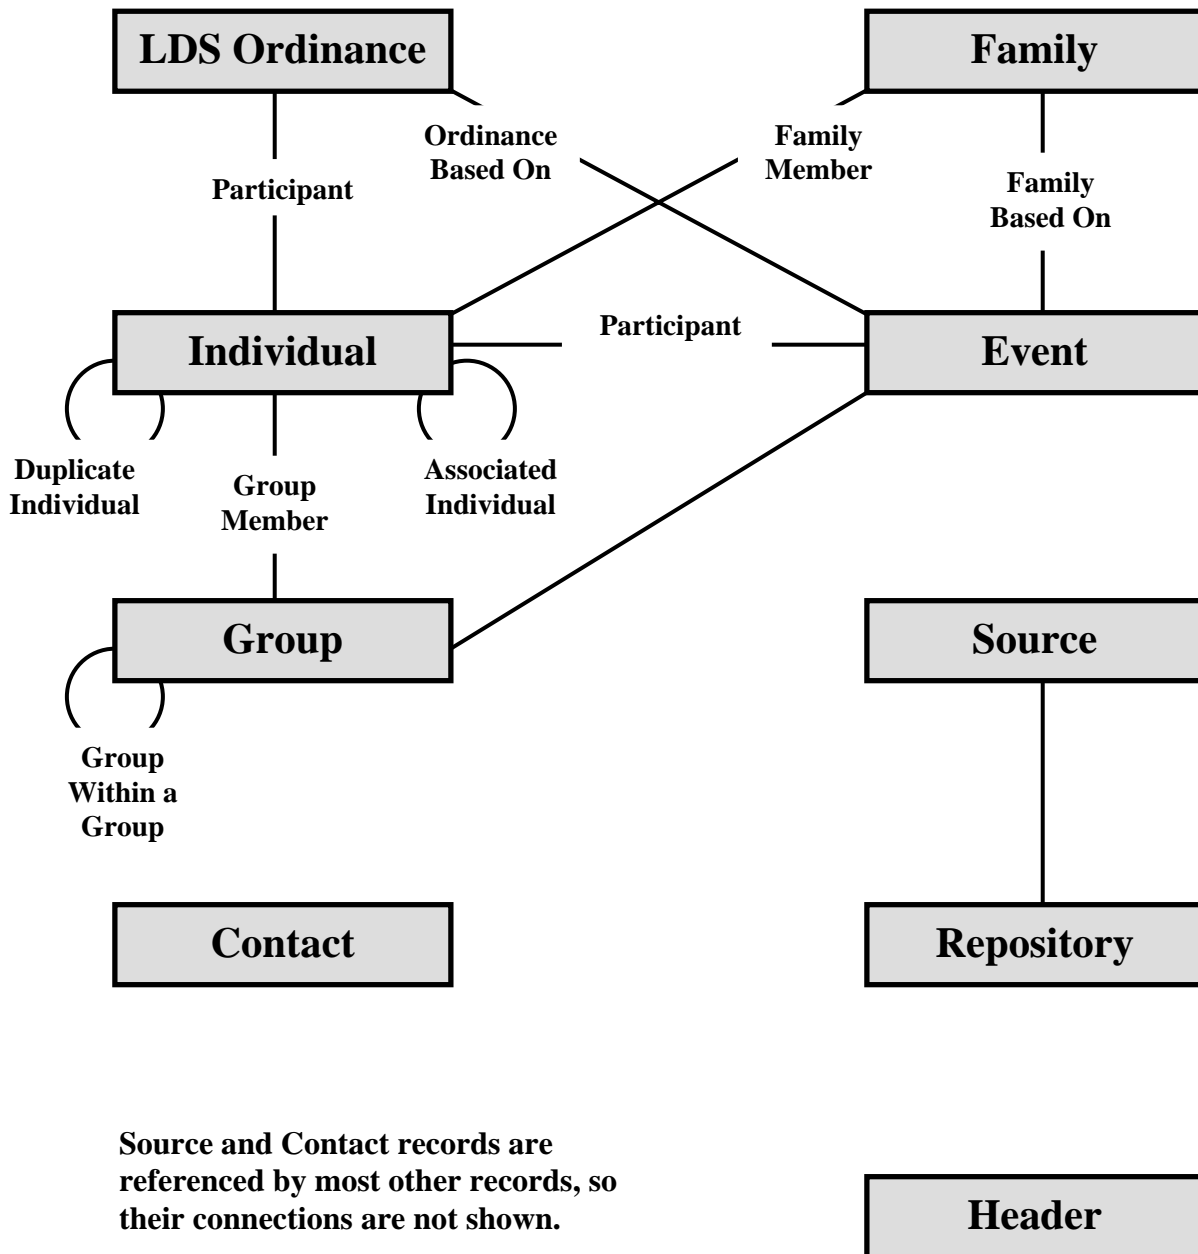 LDS Ordinance
Family
Ordinance
Based On
Family
Member
Participant
Family
Based On
Participant
Individual
Event
Duplicate
Individual
Group
Member
Associated
Individual
Group
Source
Group
Within a
Group
Contact
Repository
Source and Contact records are
referenced by most other records, so
their connections are not shown.
Header